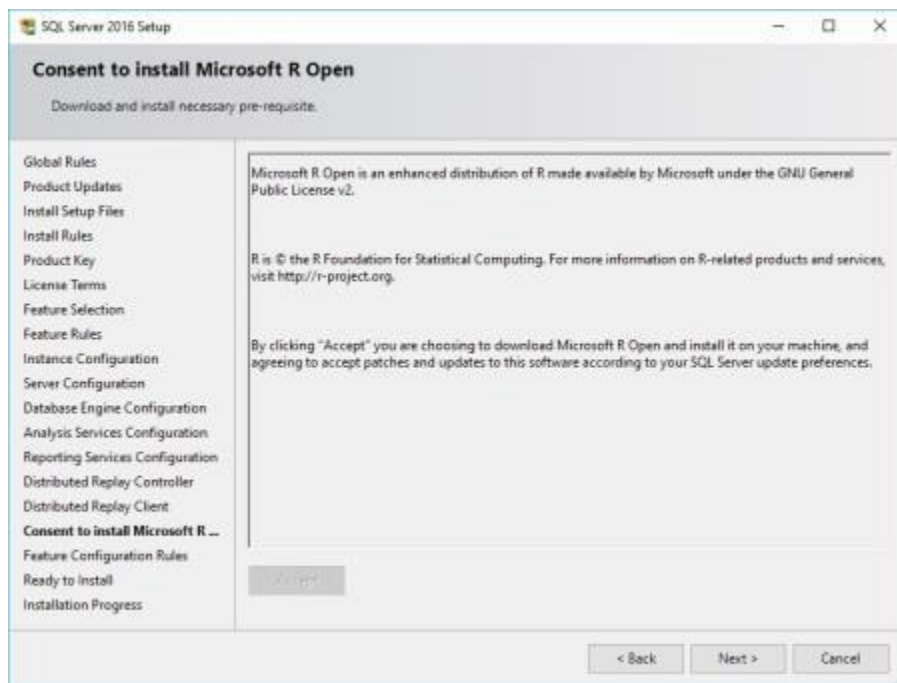 SQL Server 2016 Setup
Consent to install Microsoft R Open
Download and install necessary pre-requisite.
Global Rules
Product Updates
Install Setup Files
Install Rules
Product Key
License Terms
Feature Selection
Feature Rules
Instance Configuration
Server Configuration
Database Engine Configuration
Analysis Services Configuration
Reporting Services Configuration
Distributed Replay Controller
Distributed Replay Client
Consent to install Microsoft R ...
Feature Configuration Rules
Ready to Install
Installation Progress
Microsoft R Open is an enhanced distribution of R made available by Microsoft under the GNU General
Public License v2.
R is © the R Foundation for Statistical Computing. For more information on R-related products and services,
visit http://r-project.org.
By clicking "Accept" you are choosing to download Microsoft R Open and install it on your machine, and
agreeing to accept patches and updates to this software according to your SQL Server update preferences.
Accept
< Back
Next >
Cancel